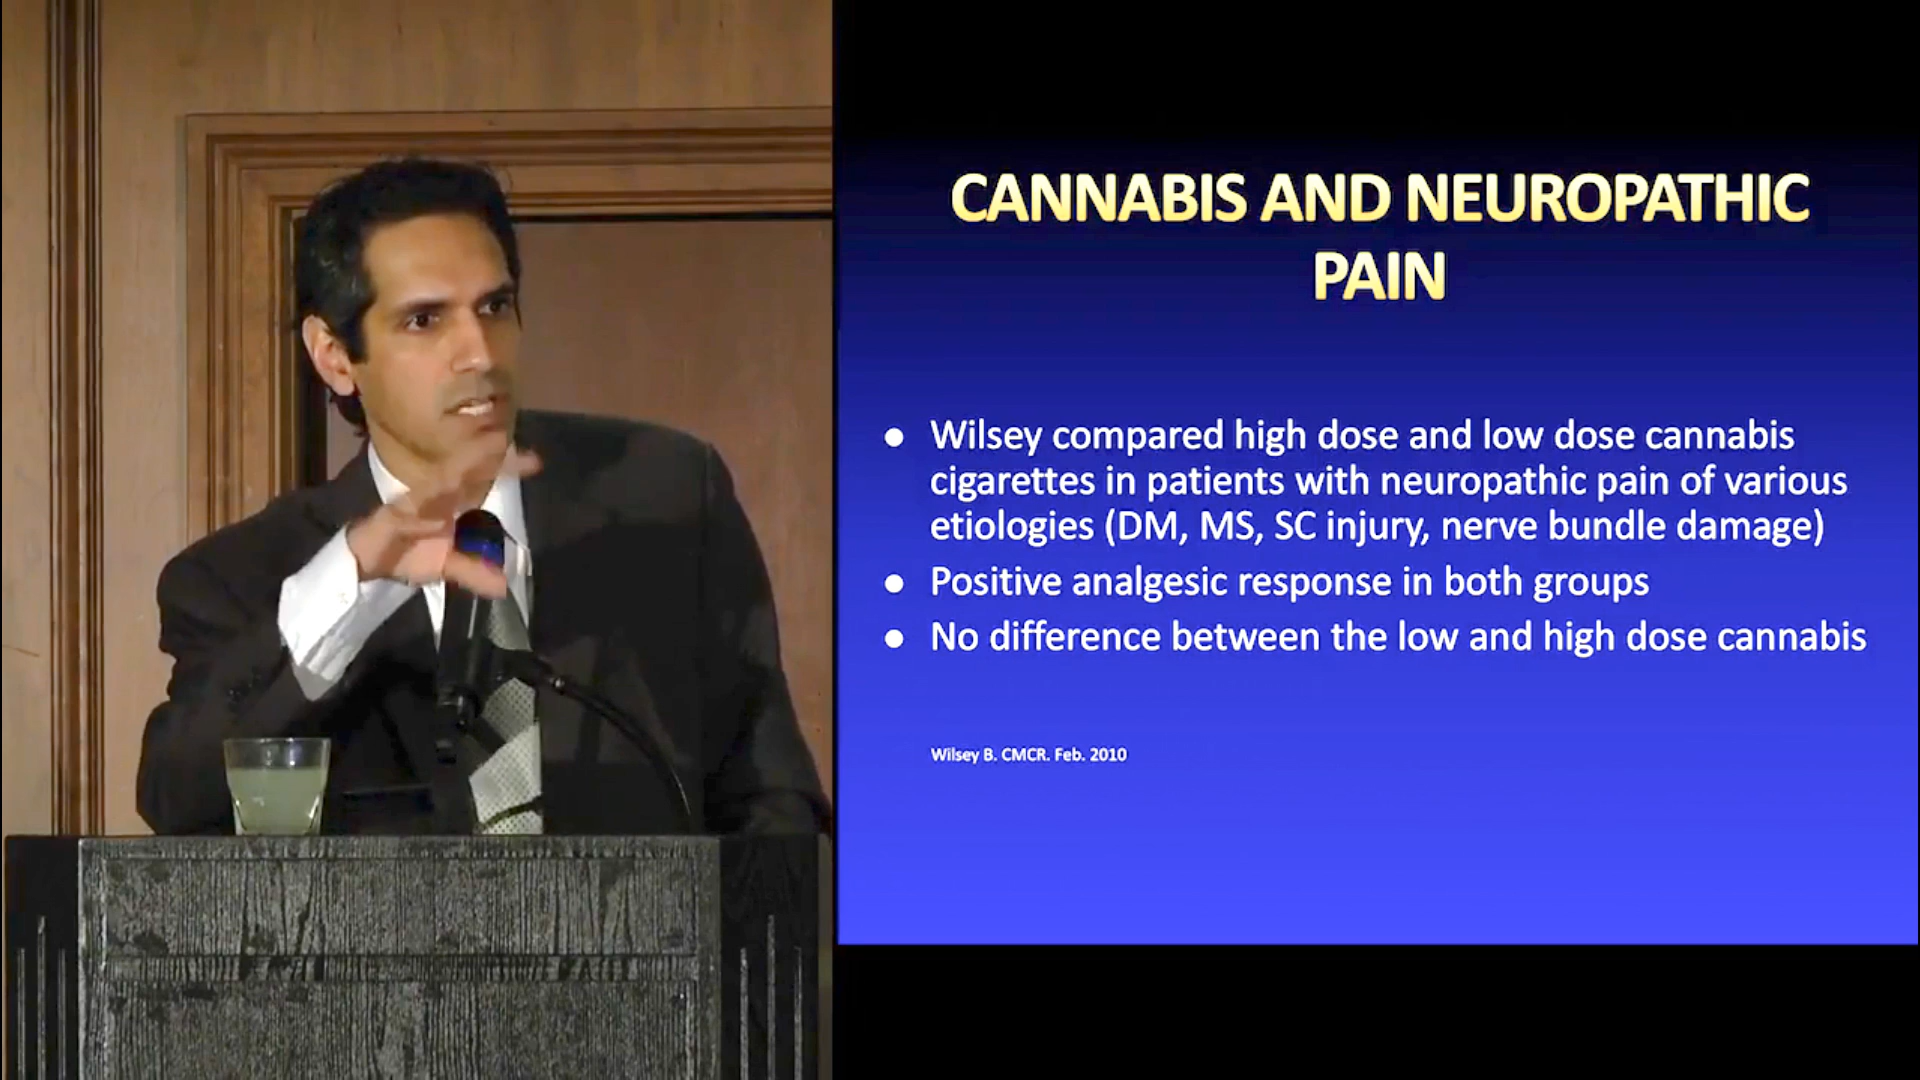 CANNABIS AND NEUROPATHIC
PAIN
● Wilsey compared high dose and low dose cannabis
cigarettes in patients with neuropathic pain of various
etiologies (DM, MS, SC injury, nerve bundle damage)
● Positive analgesic response in both groups
● No difference between the low and high dose cannabis
Wilsey B. CMCR. Feb. 2010